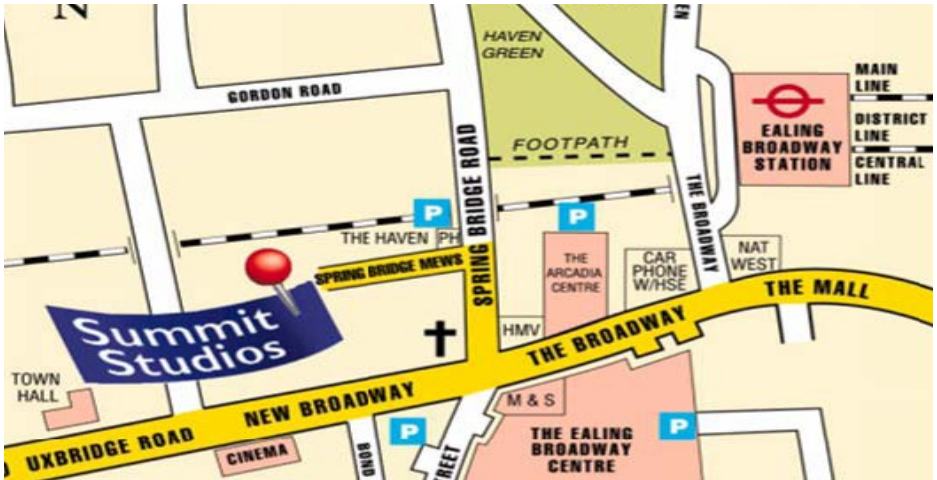 N
HAVEN
GREEN
EN
GORDON ROAD
MAIN
LINE
EALING
BROADWAY
STATION
DISTRICT
LINE
CENTRAL
LINE
FOOTPATH
SPRING BRIDGE ROAD
THE BROADWAY
P
P
THE HAVEN
PH
SPRING BRIDGE MEWS
THE
ARCADIA
CENTRE
CAR
PHONE
W/HSE
NAT
WEST
THE MALL
Summit
Studios
HMV
THE BROADWAY
TOWN
HALL
M & S
NEW BROADWAY
UXBRIDGE ROAD
CINEMA
P
BOND
REET
P
THE EALING
BROADWAY
CENTRE